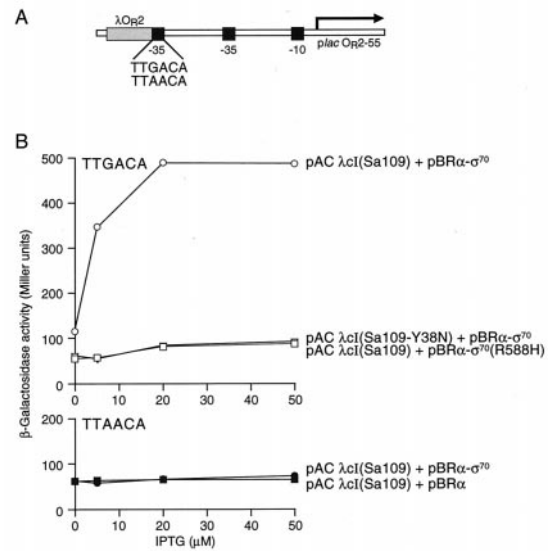 A
λOR2
-35
-35
-10
plac OR2-55
TTGACA
TTAACA
B
500
TTGACA
pAC λcI(Sa109) + pBRα-σ70
400
300
200
100
pAC λcI(Sa109-Y38N) + pBRα-σ70
pAC λcI(Sa109) + pBRα-σ70(R588H)
0
β-Galactosidase activity (Miller units)
TTAACA
200
100
pAC λcI(Sa109) + pBRα-σ70
pAC λcI(Sa109) + pBRα
0
0 10 20 30 40 50
IPTG (μM)